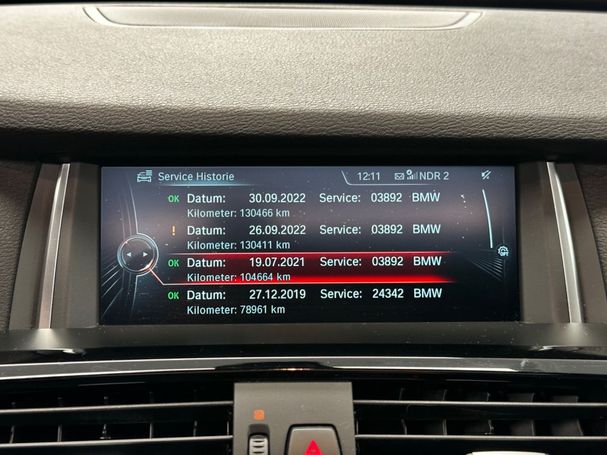 Service Historie 12:11 NDR 2
OK Datum: 30.09.2022 Service: 03892 BMW
Kilometer: 130466 km
! Datum: 26.09.2022 Service: 03892 BMW
Kilometer: 130411 km
OK Datum: 19.07.2021 Service: 03892 BMW
Kilometer: 104664 km
OK Datum: 27.12.2019 Service: 24342 BMW
Kilometer: 78961 km